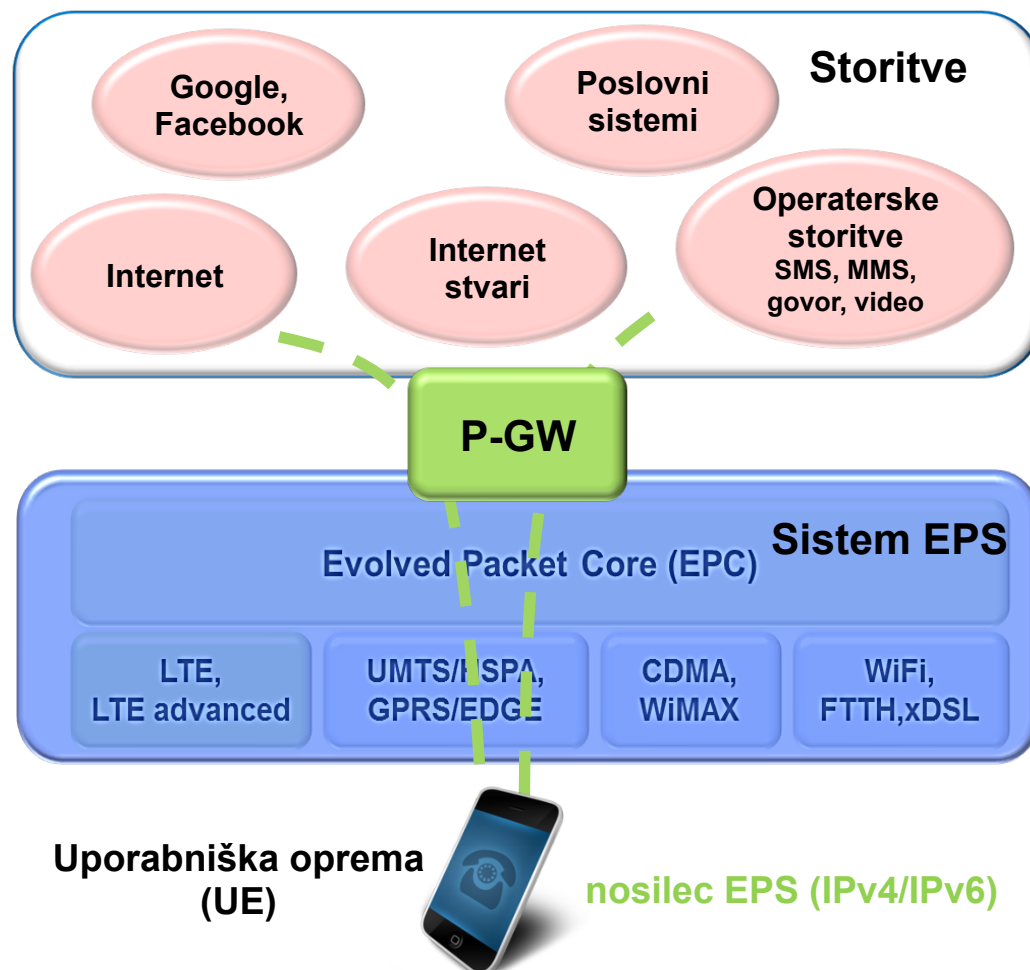 Storitve
Google,
Facebook
Poslovni
sistemi
Internet
Internet
stvari
Operaterske
storitve
SMS, MMS,
govor, video
P-GW
Sistem EPS
Evolved Packet Core (EPC)
LTE,
LTE advanced
UMTS/HSPA,
GPRS/EDGE
CDMA,
WiMAX
WiFi,
FTTH,xDSL
Uporabniška oprema
(UE)
nosilec EPS (IPv4/IPv6)